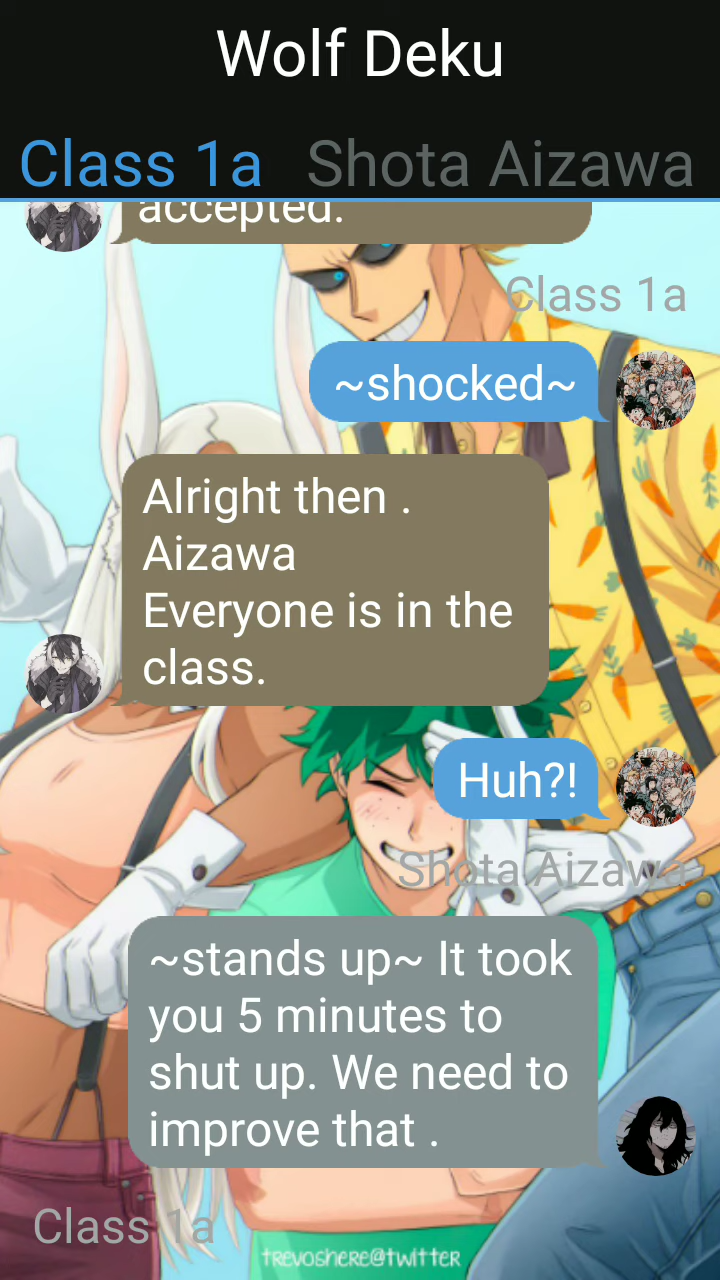 Wolf Deku
Class 1a Shota Aizawa
accepted.
Class 1a
~shocked~
Alright then .
Aizawa
Everyone is in the
class.
Huh?!
Shota Aizawa
~stands up~ It took
you 5 minutes to
shut up. We need to
improve that .
Class 1a
trevoshere@twitter